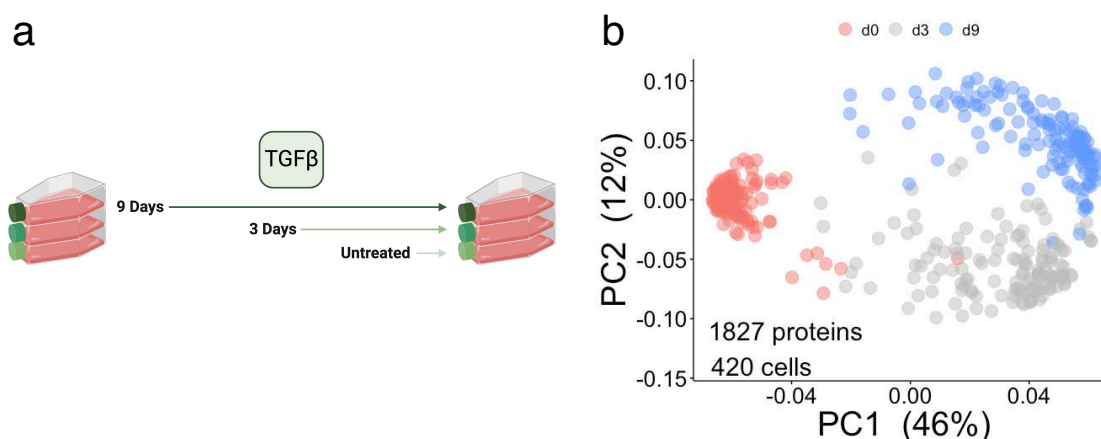 a
TGFβ
9 Days
3 Days
Untreated
b
d0 d3 d9
0.10
0.05
0.00
-0.05
-0.10
-0.15
PC2 (12%)
1827 proteins
420 cells
-0.04 0.00 0.04
PC1 (46%)